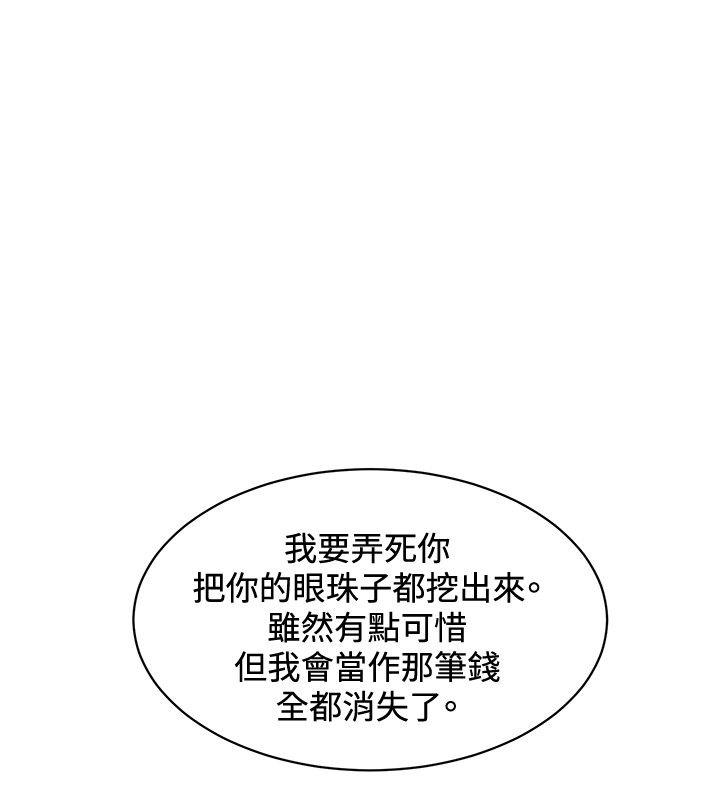 我要弄死你
把你的眼珠子都挖出來。
雖然有點可惜
但我會當作那筆錢
全都消失了。